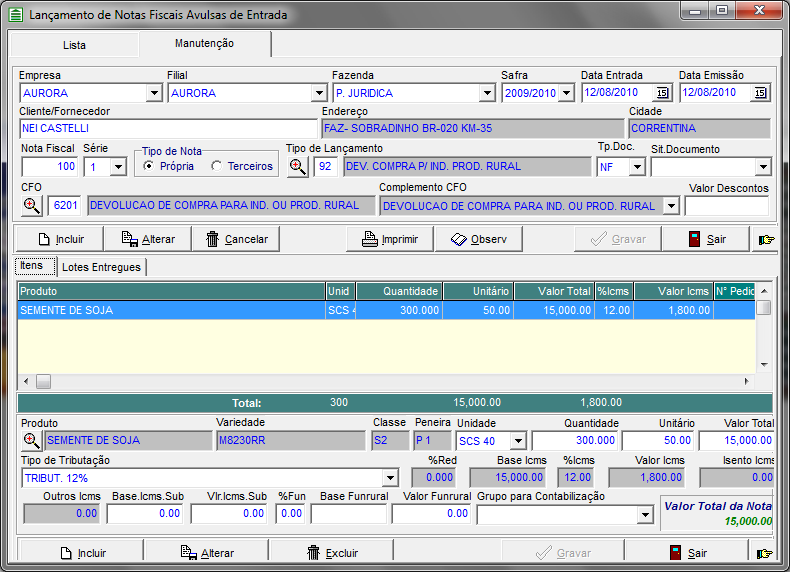 Lançamento de Notas Fiscais Avulsas de Entrada
Lista Manutenção
Empresa Filial Fazenda Safra Data Entrada Data Emissão
AURORA AURORA P. JURIDICA 2009/2010 12/08/2010 15 12/08/2010 15
Cliente/Fornecedor Endereço Cidade
NEI CASTELLI FAZ- SOBRADINHO BR-020 KM-35 CORRENTINA
Nota Fiscal Série Tipo de Nota Tipo de Lançamento Tp.Doc. Sit.Documento
100 1 Própria Terceiros 92 DEV. COMPRA P/ IND. PROD. RURAL NF
CFO Complemento CFO Valor Descontos
6201 DEVOLUCAO DE COMPRA PARA IND. OU PROD. RURAL DEVOLUCAO DE COMPRA PARA IND. OU PROD. RURAL
Incluir Alterar Cancelar Imprimir Observ Gravar Sair
Itens Lotes Entregues
Produto Unid Quantidade Unitário Valor Total %Icms Valor Icms N° Pedic
SEMENTE DE SOJA SCS 4 300.000 50.00 15,000.00 12.00 1,800.00
Total: 300 15,000.00 1,800.00
Produto Variedade Classe Peneira Unidade Quantidade Unitário Valor Total
SEMENTE DE SOJA M8230RR S2 P 1 SCS 40 300.000 50.00 15,000.00
Tipo de Tributação %Red Base Icms %Icms Valor Icms Isento Icms
TRIBUT. 12% 0.000 15,000.00 12.00 1,800.00 0.00
Outros Icms Base.Icms.Sub Vlr.Icms.Sub %Fun Base Funrural Valor Funrural Grupo para Contabilização Valor Total da Nota
0.00 0.00 0.00 0.00 0.00 15,000.00
Incluir Alterar Excluir Gravar Sair